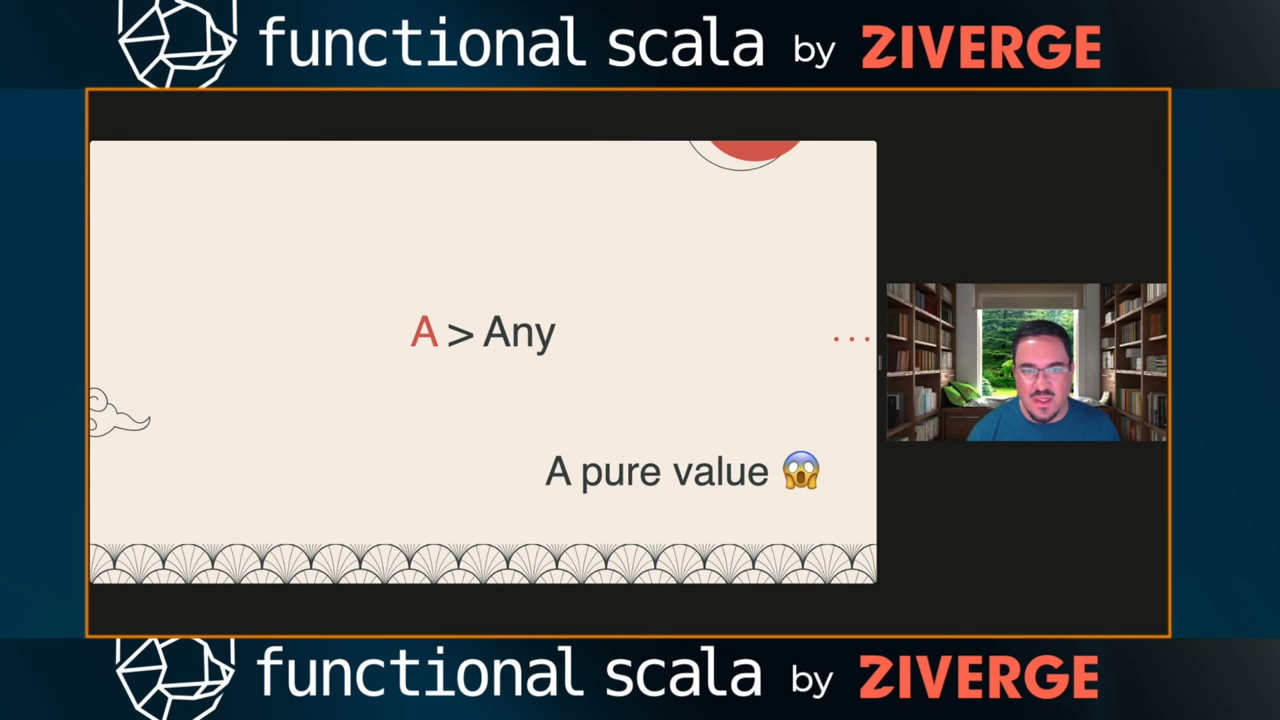 functional scala by ZIVERGE
A > Any
...
A pure value 😱
functional scala by ZIVERGE